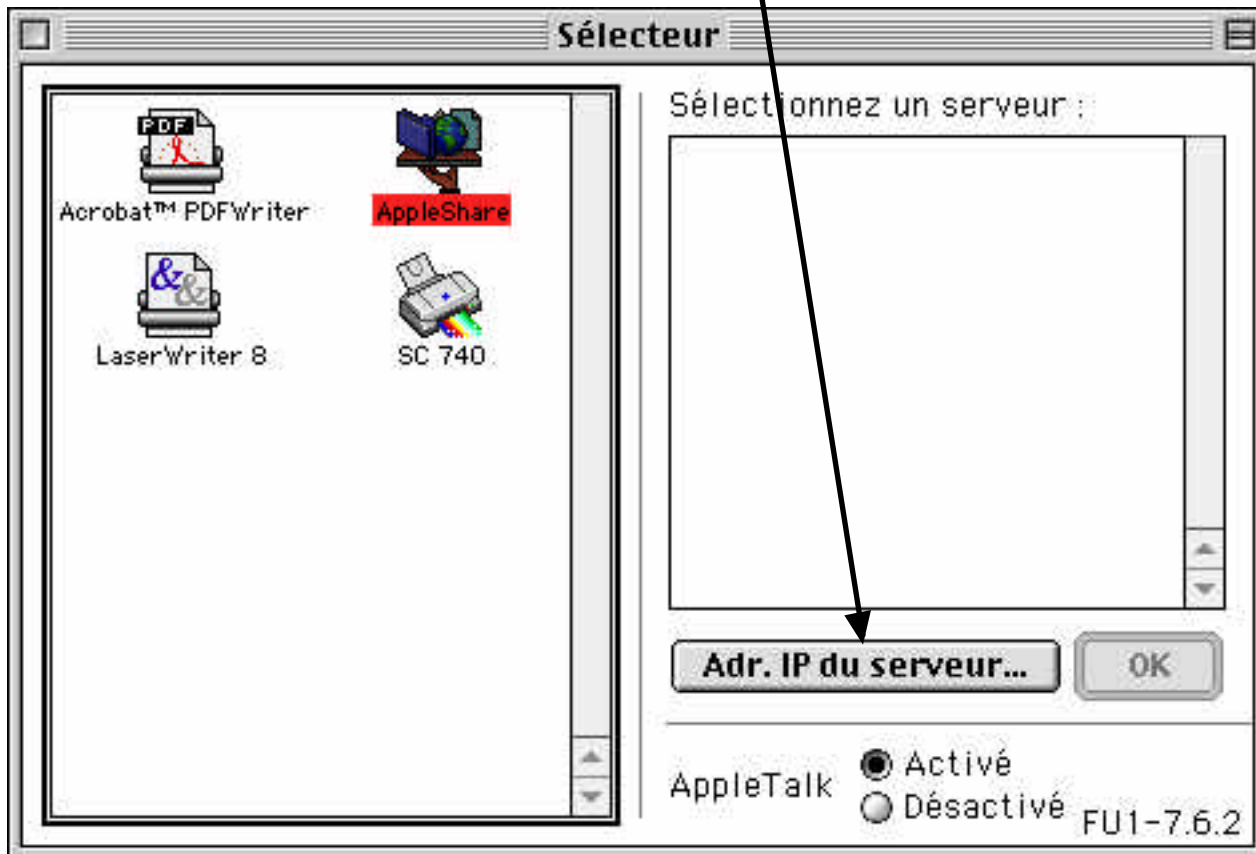 Sélecteur
PDF
Acrobat™ PDFWriter
AppleShare
&&
LaserWriter 8
SC 740
Sélectionnez un serveur :
Adr. IP du serveur...
OK
AppleTalk
Activé
Désactivé
FU1-7.6.2